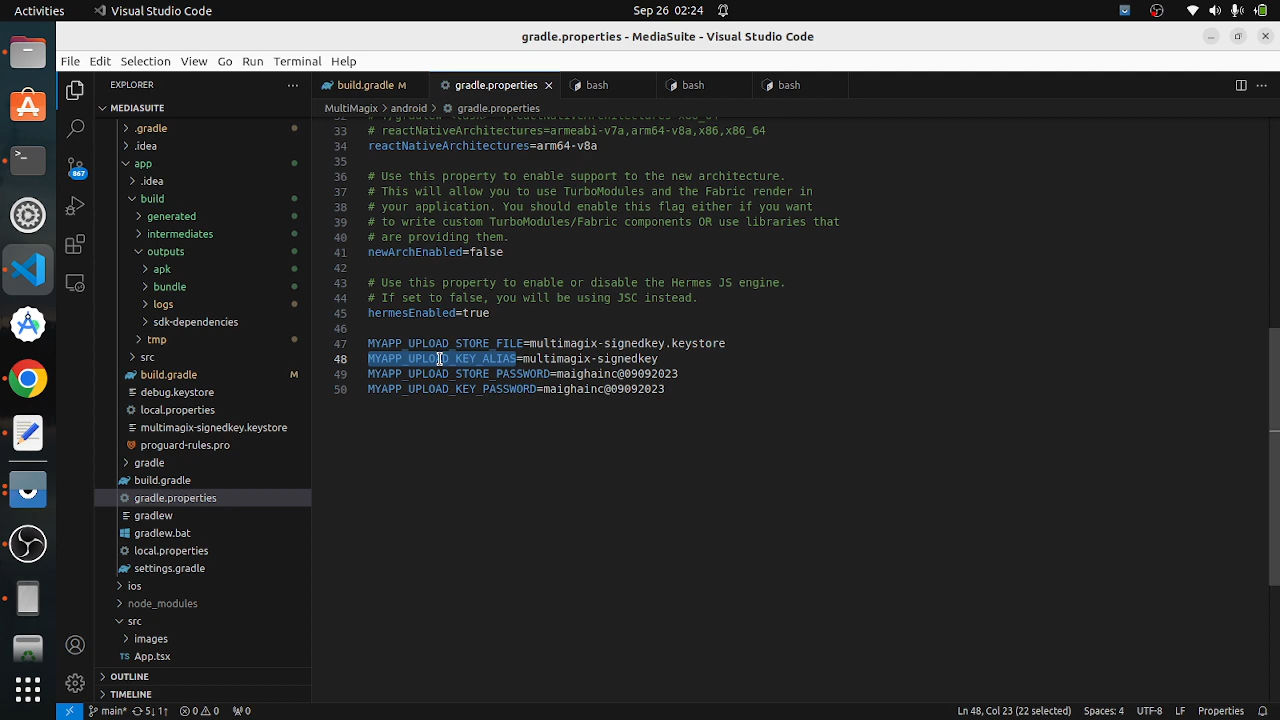 Activities
Visual Studio Code
Sep 26 02:24
gradle.properties - MediaSuite - Visual Studio Code
File Edit Selection View Go Run Terminal Help
EXPLORER
build.gradle M
gradle.properties
bash
bash
bash
MEDIASUITE
MultiMagix > android > gradle.properties
.gradle
.idea
app
.idea
build
generated
intermediates
outputs
apk
bundle
logs
sdk-dependencies
tmp
src
build.gradle M
debug.keystore
local.properties
multimagix-signedkey.keystore
proguard-rules.pro
gradle
build.gradle
gradle.properties
gradlew
gradlew.bat
local.properties
settings.gradle
ios
node_modules
src
images
TS App.tsx
OUTLINE
TIMELINE
867
33 # reactNativeArchitectures=armeabi-v7a,arm64-v8a,x86,x86_64
34 reactNativeArchitectures=arm64-v8a
35
36 # Use this property to enable support to the new architecture.
37 # This will allow you to use TurboModules and the Fabric render in
38 # your application. You should enable this flag either if you want
39 # to write custom TurboModules/Fabric components OR use libraries that
40 # are providing them.
41 newArchEnabled=false
42
43 # Use this property to enable or disable the Hermes JS engine.
44 # If set to false, you will be using JSC instead.
45 hermesEnabled=true
46
47 MYAPP_UPLOAD_STORE_FILE=multimagix-signedkey.keystore
48 MYAPP_UPLOAD_KEY_ALIAS=multimagix-signedkey
49 MYAPP_UPLOAD_STORE_PASSWORD=maighainc@09092023
50 MYAPP_UPLOAD_KEY_PASSWORD=maighainc@09092023
main* 5↓ 1↑ 0 0 0
Ln 48, Col 23 (22 selected) Spaces: 4 UTF-8 LF Properties